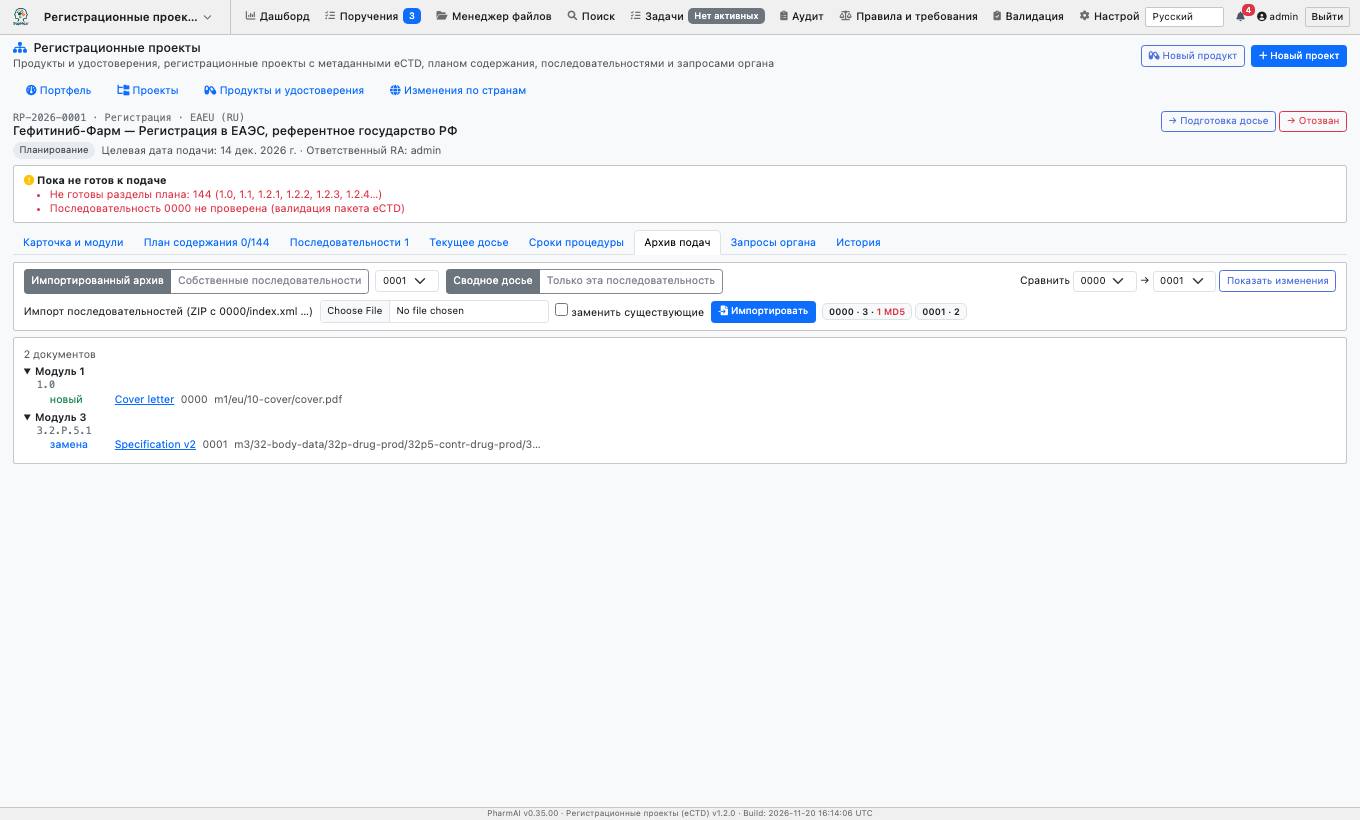 Регистрационные проек... Дашборд Поручения 3 Менеджер файлов Поиск Задачи Нет активных Аудит Правила и требования Валидация Настрой Русский 4 admin Выйти
Регистрационные проекты
Продукты и удостоверения, регистрационные проекты с метаданными eCTD, планом содержания, последовательностями и запросами органа
Новый продукт + Новый проект
Портфель Проекты Продукты и удостоверения Изменения по странам
RP-2026-0001 · Регистрация · EAEU (RU)
Гефитиниб-Фарм — Регистрация в ЕАЭС, референтное государство РФ
→ Подготовка досье → Отозван
Планирование Целевая дата подачи: 14 дек. 2026 г. · Ответственный RA: admin
Пока не готов к подаче
• Не готовы разделы плана: 144 (1.0, 1.1, 1.2.1, 1.2.2, 1.2.3, 1.2.4...)
• Последовательность 0000 не проверена (валидация пакета eCTD)
Карточка и модули План содержания 0/144 Последовательности 1 Текущее досье Сроки процедуры Архив подач Запросы органа История
Импортированный архив Собственные последовательности 0001 Сводное досье Только эта последовательность Сравнить 0000 → 0001 Показать изменения
Импорт последовательностей (ZIP с 0000/index.xml ...) Choose File No file chosen заменить существующие Импортировать 0000 · 3 · 1 MD5 0001 · 2
2 документов
Модуль 1
1.0
новый Cover letter 0000 m1/eu/10-cover/cover.pdf
Модуль 3
3.2.P.5.1
замена Specification v2 0001 m3/32-body-data/32p-drug-prod/32p5-contr-drug-prod/3...
PharmAI v0.35.00 · Регистрационные проекты (eCTD) v1.2.0 · Build: 2026-11-20 16:14:06 UTC